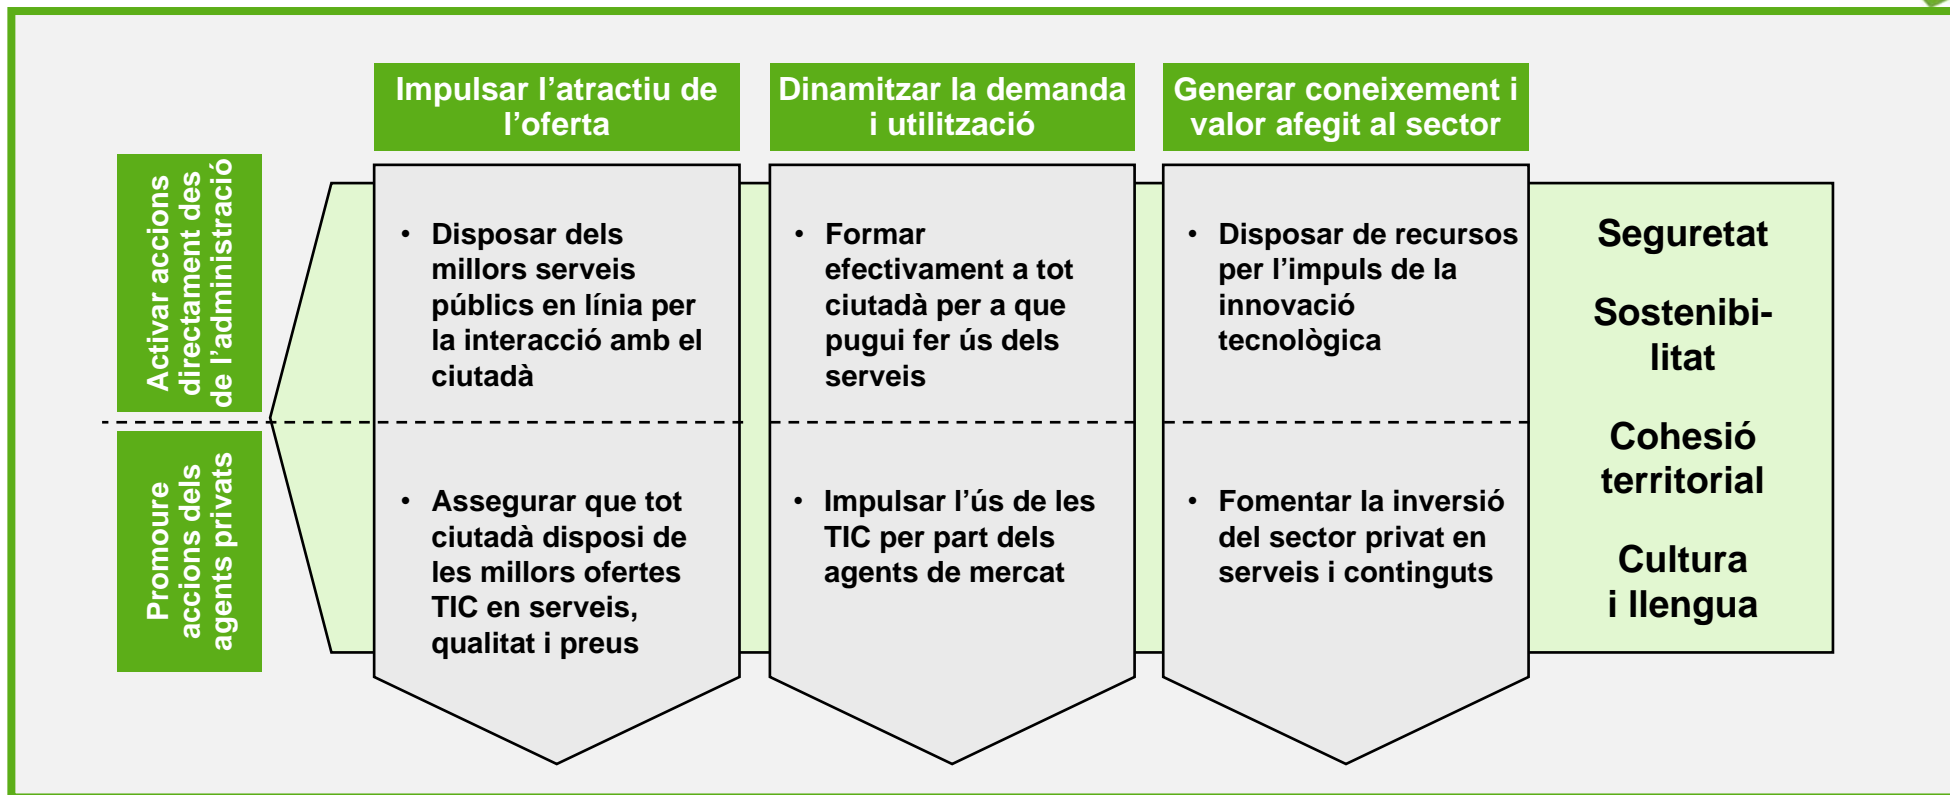 Impulsar l’atractiu de
l’oferta
Dinamitzar la demanda
i utilització
Generar coneixement i
valor afegit al sector
Activar accions
directament des
de l’administració
• Disposar dels
millors serveis
públics en línia per
la interacció amb el
ciutadà
• Formar
efectivament a tot
ciutadà per a que
pugui fer ús dels
serveis
• Disposar de recursos
per l’impuls de la
innovació
tecnològica
Promoure
accions dels
agents privats
• Assegurar que tot
ciutadà disposi de
les millors ofertes
TIC en serveis,
qualitat i preus
• Impulsar l’ús de les
TIC per part dels
agents de mercat
• Fomentar la inversió
del sector privat en
serveis i continguts
Seguretat
Sostenibi-
litat
Cohesió
territorial
Cultura
i llengua